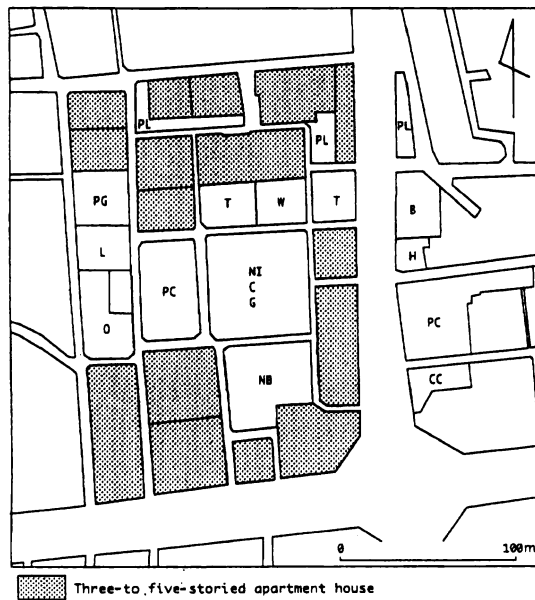 PL
PL
PL
PG
T
W
T
B
L
H
NI
C
G
PC
PC
O
NB
CC
0 100m
Three-to five-storied apartment house